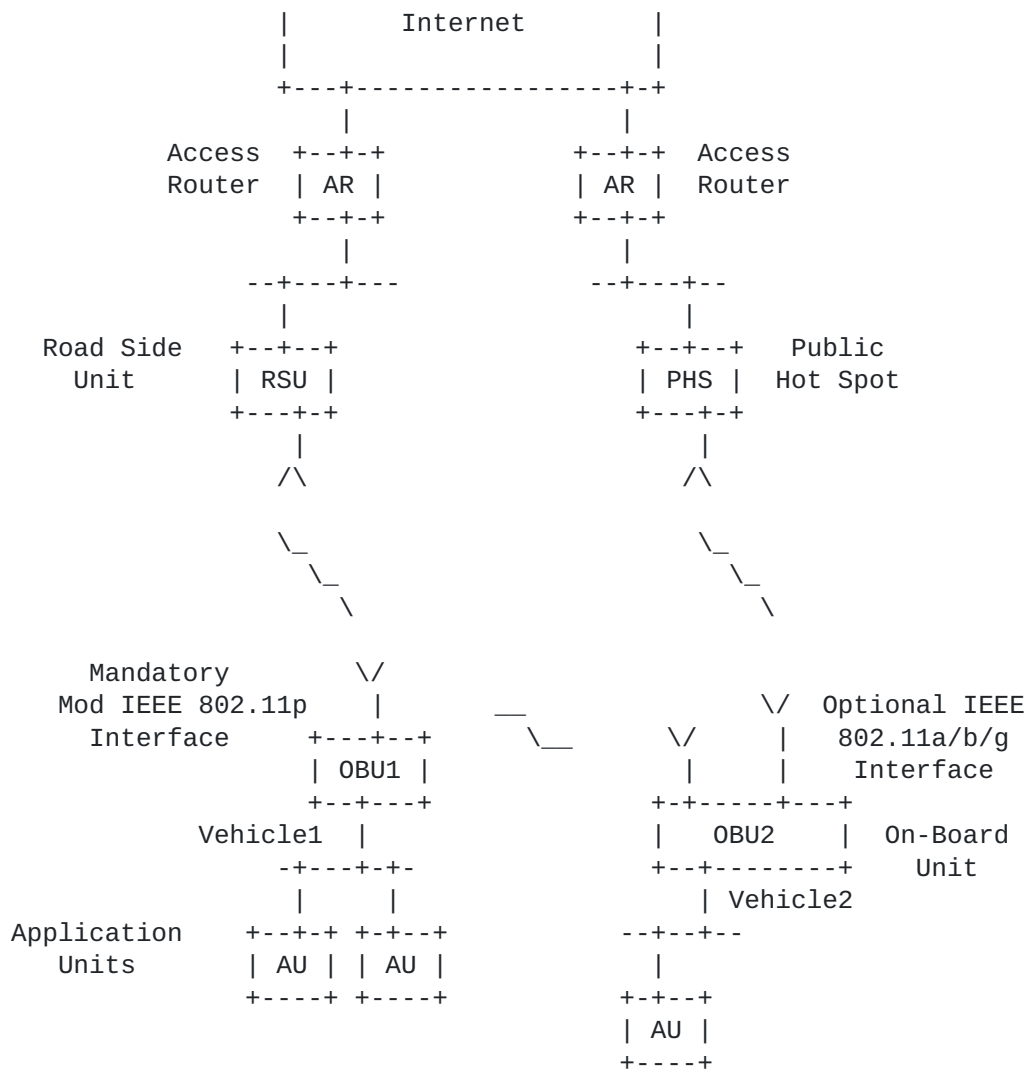 Internet
Access Access
Router AR AR Router
Road Side Public
Unit RSU PHS Hot Spot
Mandatory
Mod IEEE 802.11p Optional IEEE
Interface 802.11a/b/g
OBU1 Interface
Vehicle1 OBU2 On-Board
Unit
Vehicle2
Application
Units AU AU
AU